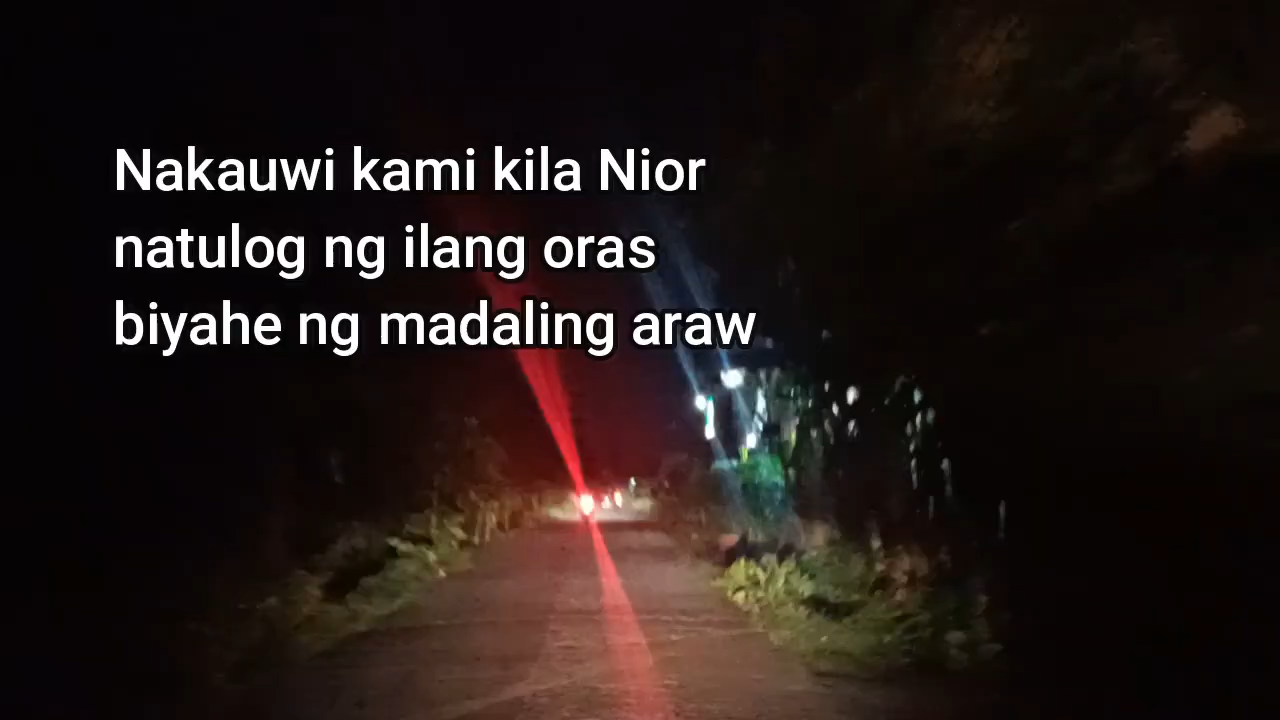 Nakauwi kami kila Nior
natulog ng ilang oras
biyahe ng madaling araw